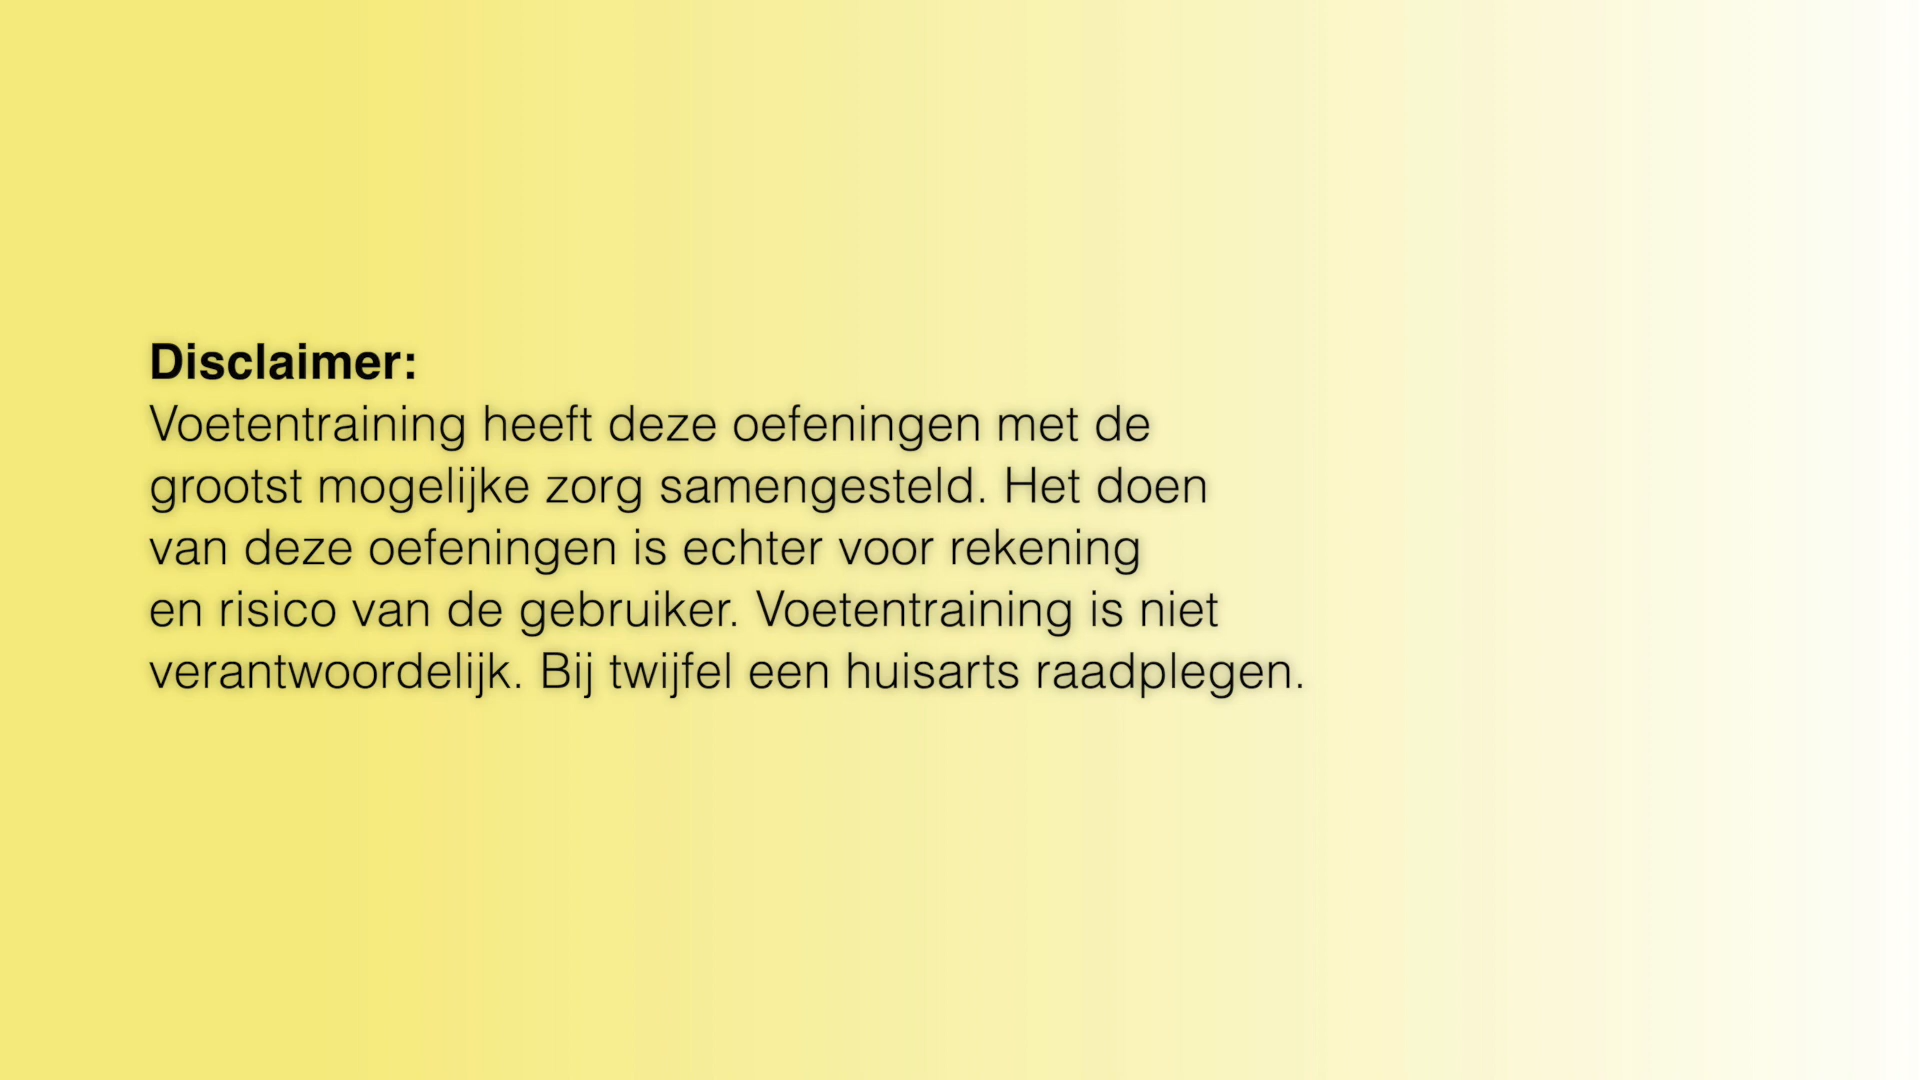 Disclaimer:
Voetentraining heeft deze oefeningen met de
grootst mogelijke zorg samengesteld. Het doen
van deze oefeningen is echter voor rekening
en risico van de gebruiker. Voetentraining is niet
verantwoordelijk. Bij twijfel een huisarts raadplegen.